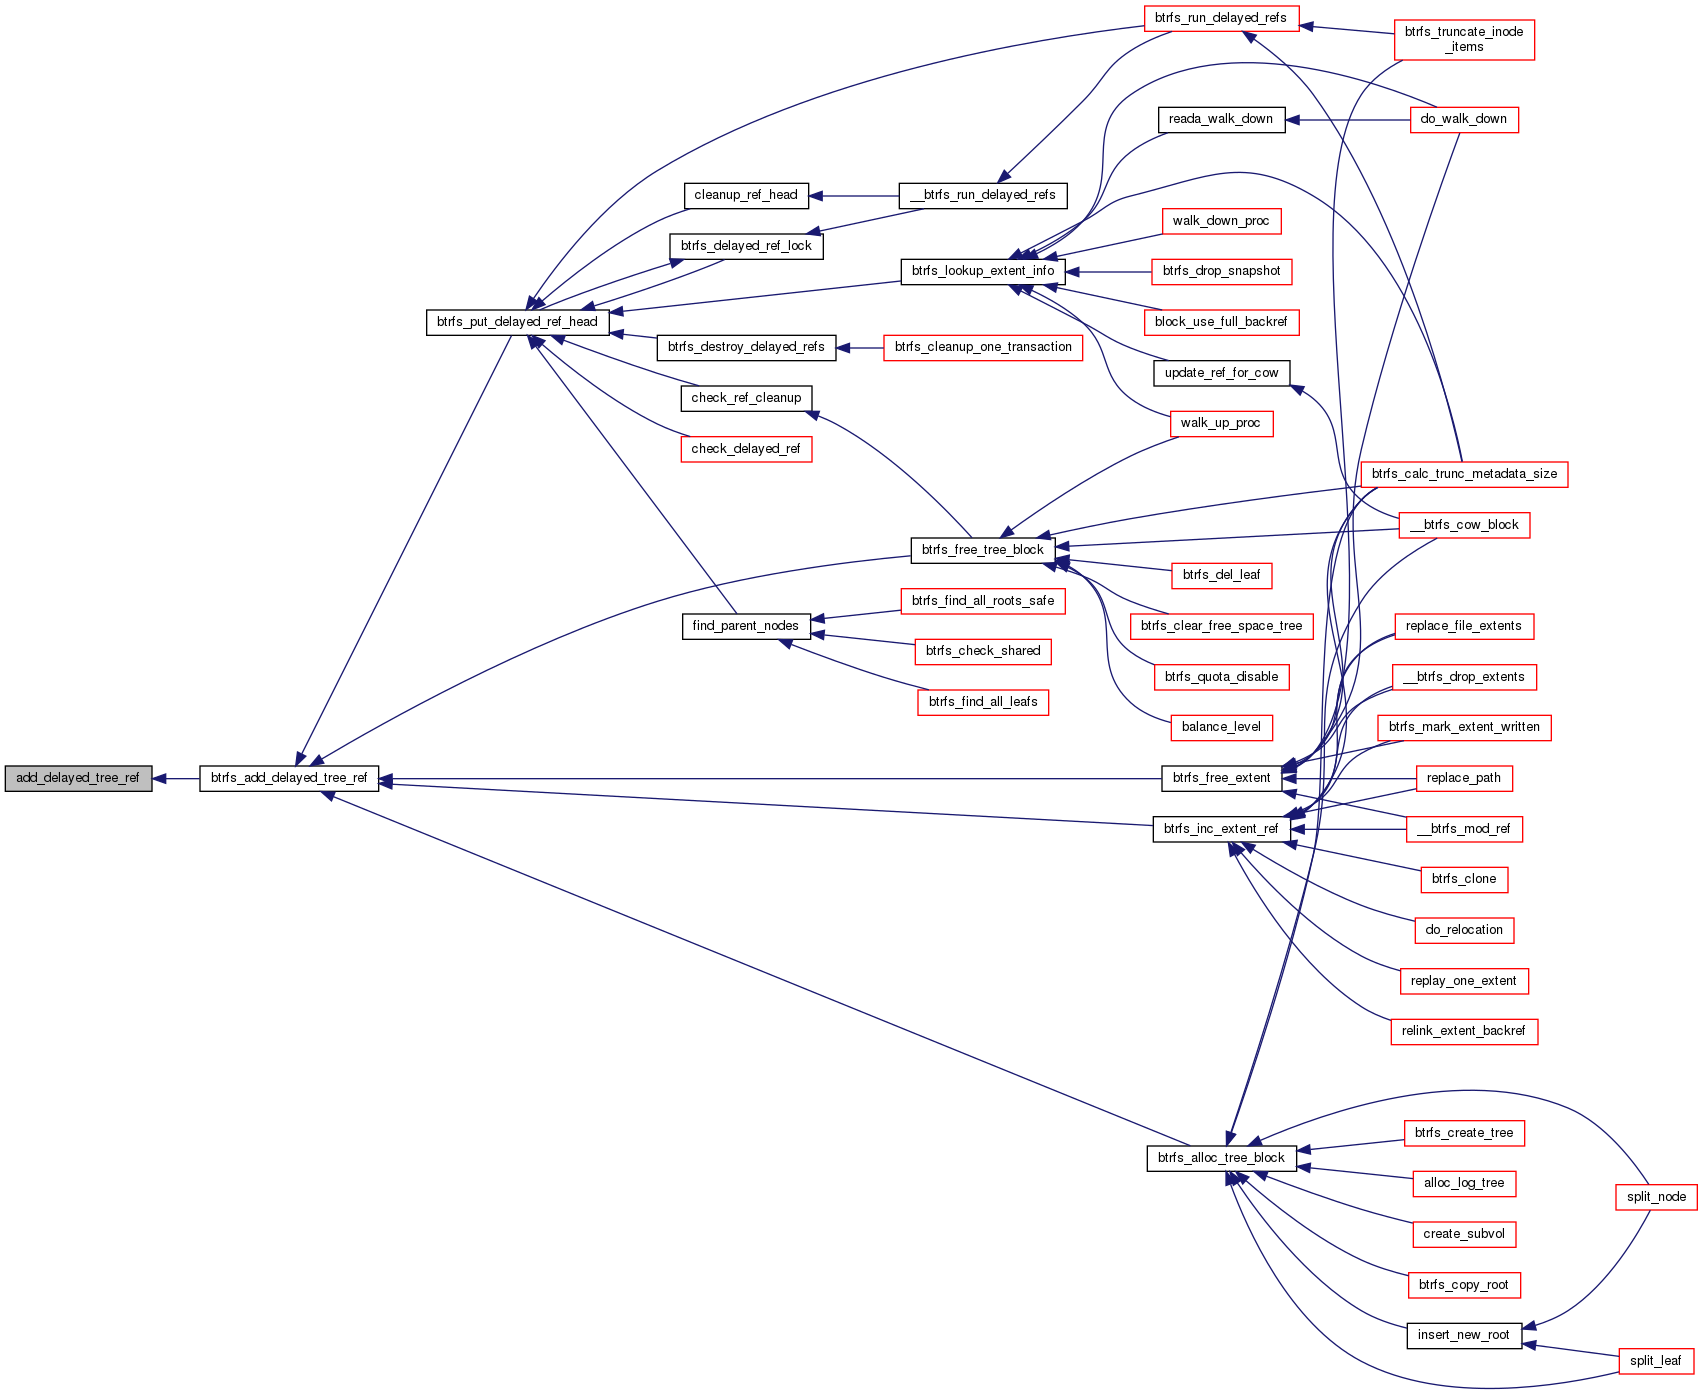 btrfs_run_delayed_refs
btrfs_truncate_inode
_items
reada_walk_down
do_walk_down
cleanup_ref_head
__btrfs_run_delayed_refs
walk_down_proc
btrfs_delayed_ref_lock
btrfs_lookup_extent_info
btrfs_drop_snapshot
btrfs_put_delayed_ref_head
block_use_full_backref
btrfs_destroy_delayed_refs
btrfs_cleanup_one_transaction
update_ref_for_cow
check_ref_cleanup
walk_up_proc
check_delayed_ref
btrfs_calc_trunc_metadata_size
__btrfs_cow_block
btrfs_free_tree_block
btrfs_del_leaf
btrfs_find_all_roots_safe
find_parent_nodes
btrfs_clear_free_space_tree
replace_file_extents
btrfs_check_shared
btrfs_quota_disable
__btrfs_drop_extents
btrfs_find_all_leafs
balance_level
btrfs_mark_extent_written
add_delayed_tree_ref
btrfs_add_delayed_tree_ref
btrfs_free_extent
replace_path
btrfs_inc_extent_ref
__btrfs_mod_ref
btrfs_clone
do_relocation
replay_one_extent
relink_extent_backref
btrfs_create_tree
btrfs_alloc_tree_block
alloc_log_tree
split_node
create_subvol
btrfs_copy_root
insert_new_root
split_leaf